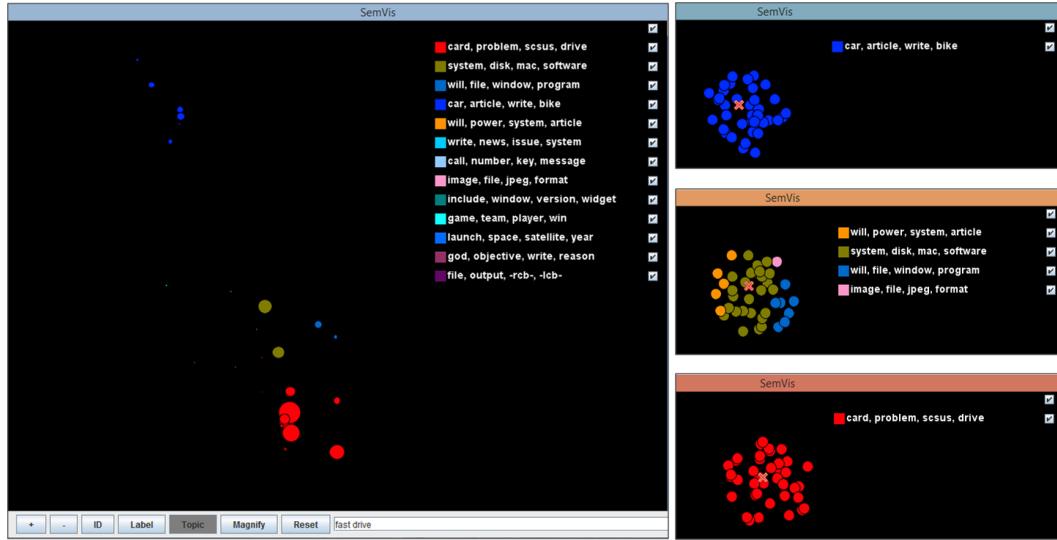 SemVis
card, problem, scsus, drive
system, disk, mac, software
will, file, window, program
car, article, write, bike
will, power, system, article
write, news, issue, system
call, number, key, message
image, file, jpeg, format
include, window, version, widget
game, team, player, win
launch, space, satellite, year
god, objective, write, reason
file, output, -rcb-, -lcb-
+ - ID Label Topic Magnify Reset fast drive
SemVis
car, article, write, bike
SemVis
will, power, system, article
system, disk, mac, software
will, file, window, program
image, file, jpeg, format
SemVis
card, problem, scsus, drive